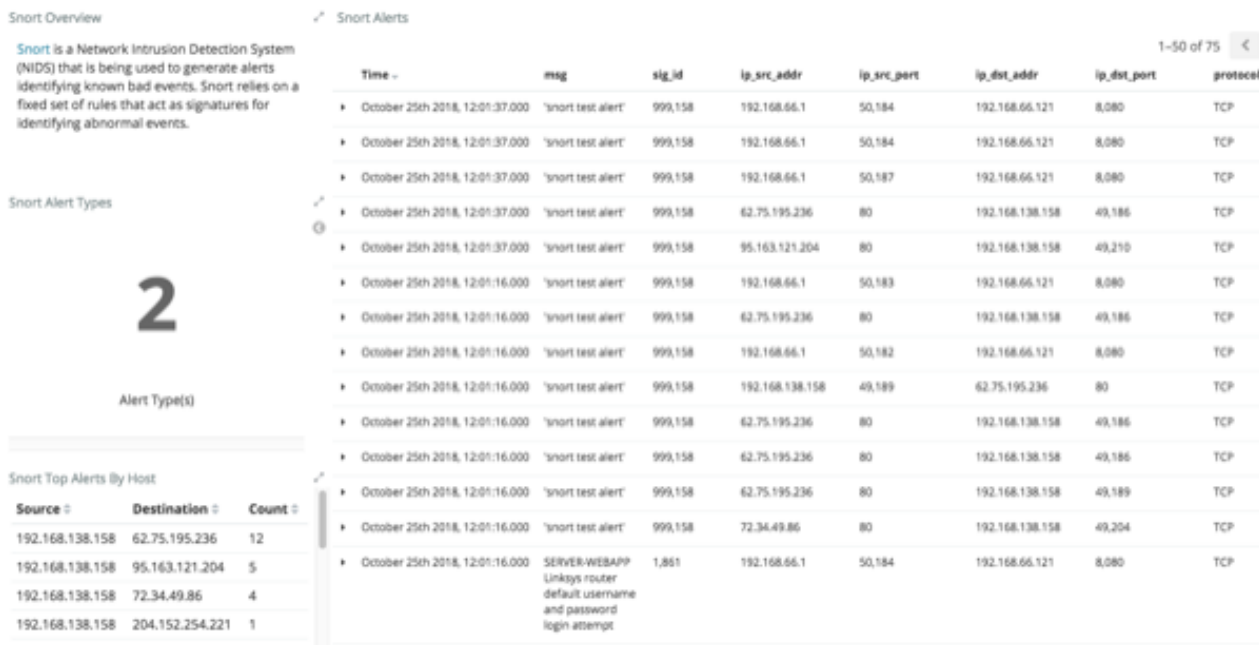 Snort Overview
Snort is a Network Intrusion Detection System
(NIDS) that is being used to generate alerts
identifying known bad events. Snort relies on a
fixed set of rules that act as signatures for
identifying abnormal events.
Snort Alert Types
2
Alert Type(s)
Snort Top Alerts By Host
Source Destination Count
192.168.138.158 62.75.195.236 12
192.168.138.158 95.163.121.204 5
192.168.138.158 72.34.49.86 4
192.168.138.158 204.152.254.221 1
Snort Alerts
1–50 of 75
Time msg sig_id ip_src_addr ip_src_port ip_dst_addr ip_dst_port protocol
October 25th 2018, 12:01:37.000 'snort test alert' 999,158 192.168.66.1 50,184 192.168.66.121 8,080 TCP
October 25th 2018, 12:01:37.000 'snort test alert' 999,158 192.168.66.1 50,184 192.168.66.121 8,080 TCP
October 25th 2018, 12:01:37.000 'snort test alert' 999,158 192.168.66.1 50,187 192.168.66.121 8,080 TCP
October 25th 2018, 12:01:37.000 'snort test alert' 999,158 62.75.195.236 80 192.168.138.158 49,186 TCP
October 25th 2018, 12:01:37.000 'snort test alert' 999,158 95.163.121.204 80 192.168.138.158 49,210 TCP
October 25th 2018, 12:01:16.000 'snort test alert' 999,158 192.168.66.1 50,183 192.168.66.121 8,080 TCP
October 25th 2018, 12:01:16.000 'snort test alert' 999,158 62.75.195.236 80 192.168.138.158 49,186 TCP
October 25th 2018, 12:01:16.000 'snort test alert' 999,158 192.168.66.1 50,182 192.168.66.121 8,080 TCP
October 25th 2018, 12:01:16.000 'snort test alert' 999,158 192.168.138.158 49,189 62.75.195.236 80 TCP
October 25th 2018, 12:01:16.000 'snort test alert' 999,158 62.75.195.236 80 192.168.138.158 49,186 TCP
October 25th 2018, 12:01:16.000 'snort test alert' 999,158 62.75.195.236 80 192.168.138.158 49,186 TCP
October 25th 2018, 12:01:16.000 'snort test alert' 999,158 62.75.195.236 80 192.168.138.158 49,189 TCP
October 25th 2018, 12:01:16.000 'snort test alert' 999,158 72.34.49.86 80 192.168.138.158 49,204 TCP
October 25th 2018, 12:01:16.000 SERVER-WEBAPP 1,861 192.168.66.1 50,184 192.168.66.121 8,080 TCP
Linksys router
default username
and password
login attempt